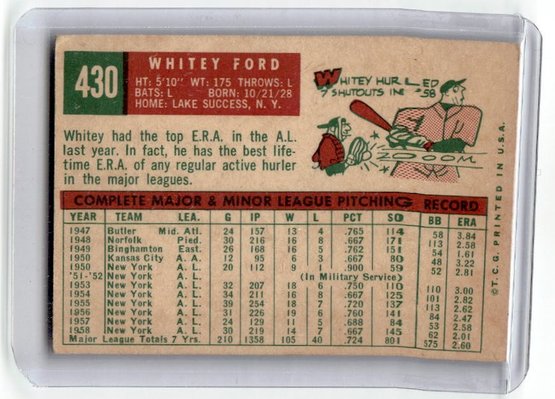 430
WHITEY FORD
HT: 5'10" WT: 175 THROWS: L
BATS: L BORN: 10/21/28
HOME: LAKE SUCCESS, N. Y.
WHITEY HURLED
7 SHUTOUTS IN '58
ZOOOM
Whitey had the top E.R.A. in the A.L.
last year. In fact, he has the best life-
time E.R.A. of any regular active hurler
in the major leagues.
COMPLETE MAJOR & MINOR LEAGUE PITCHING RECORD
YEAR TEAM LEA. G IP W L PCT SO BB ERA
1947 Butler Mid. Atl. 24 157 13 4 .765 114 58 3.84
1948 Norfolk Pied. 30 216 16 8 .667 171 113 2.58
1949 Binghamton East. 26 168 16 5 .762 151 54 1.61
1950 Kansas City A. A. 12 95 6 3 .667 80 48 3.22
1950 New York A. L. 20 112 9 1 .900 59 52 2.81
'51-'52 New York A. L. (In Military Service)
1953 New York A. L. 32 207 18 6 .750 110 110 3.00
1954 New York A. L. 34 211 16 8 .667 125 101 2.82
1955 New York A. L. 39 254 18 7 .720 137 113 2.62
1956 New York A. L. 31 226 19 6 .760 141 84 2.47
1957 New York A. L. 24 129 11 5 .688 84 53 2.58
1958 New York A. L. 30 219 14 7 .667 145 62 2.01
Major League Totals 7 Yrs. 210 1358 105 40 .724 801 575 2.60
©T. C. G. PRINTED IN U.S.A.